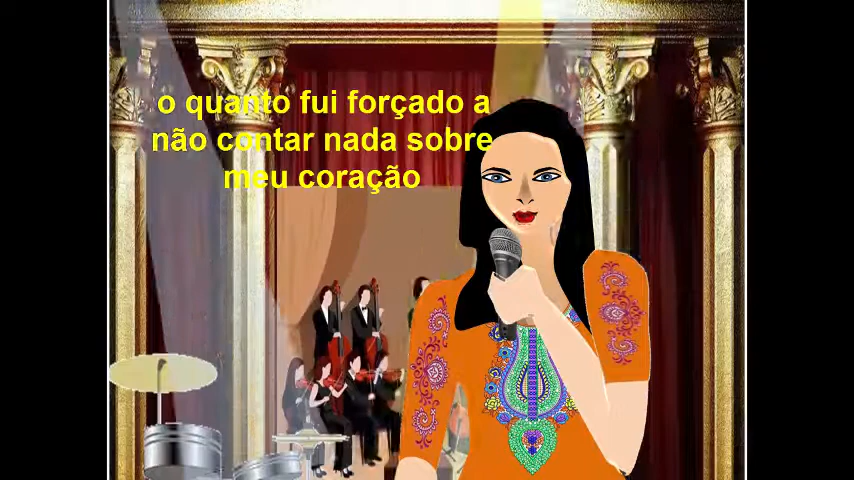 o quanto fui forçado a
não contar nada sobre
meu coração